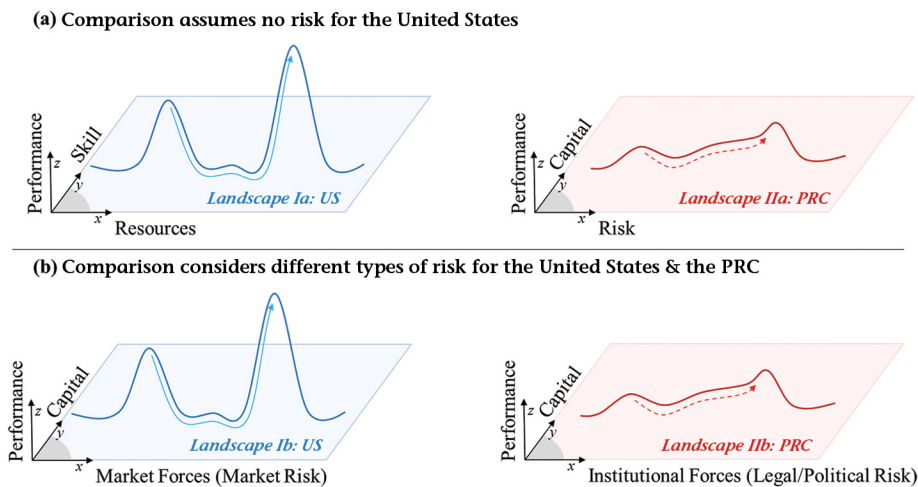 (a) Comparison assumes no risk for the United States
Performance
z
Skill
y
x
Resources
Landscape Ia: US
Performance
z
Capital
y
x
Risk
Landscape IIa: PRC
(b) Comparison considers different types of risk for the United States & the PRC
Performance
z
Capital
y
x
Market Forces (Market Risk)
Landscape Ib: US
Performance
z
Capital
y
x
Institutional Forces (Legal/Political Risk)
Landscape IIb: PRC